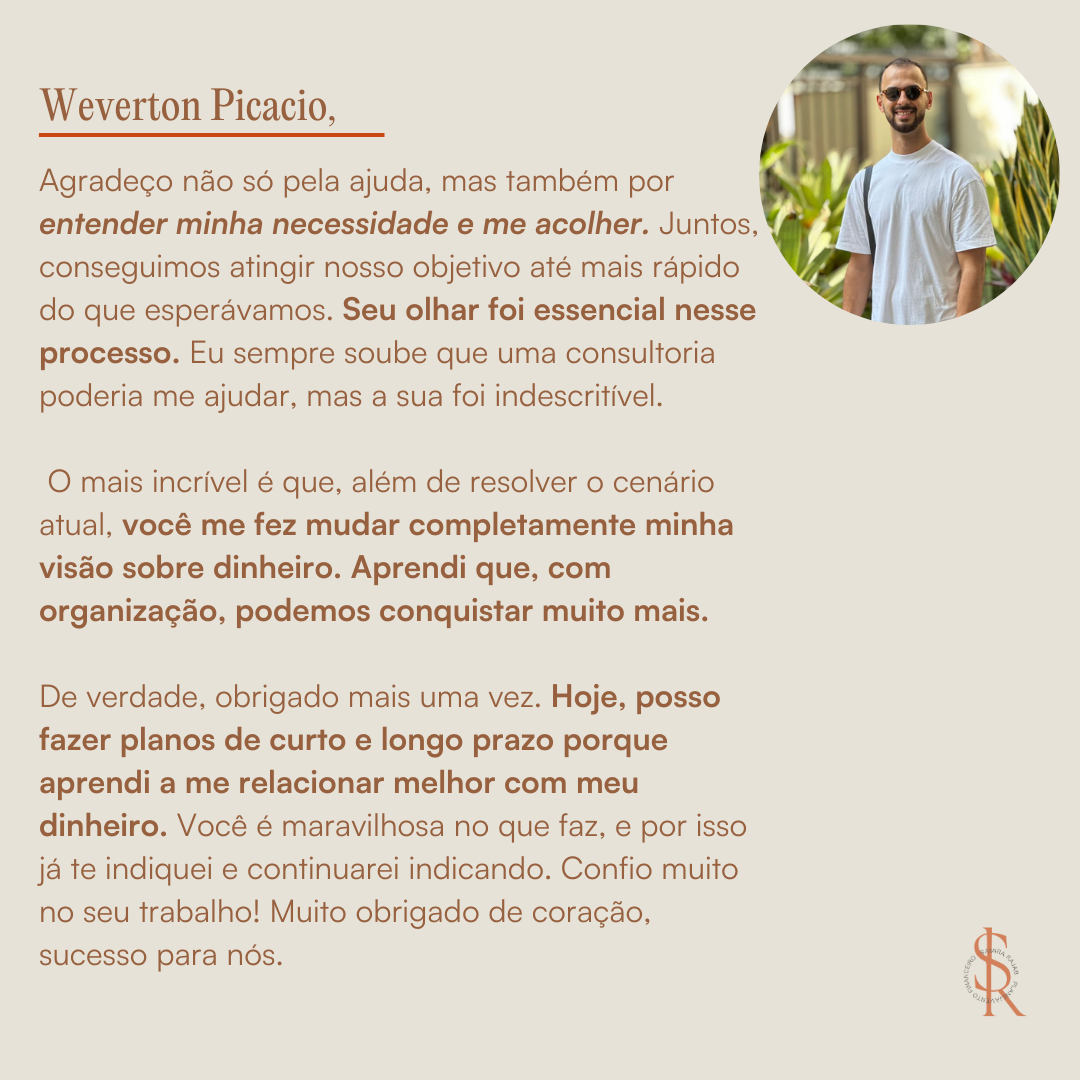 Weverton Picacio,
Agradeço não só pela ajuda, mas também por
entender minha necessidade e me acolher. Juntos,
conseguimos atingir nosso objetivo até mais rápido
do que esperávamos. Seu olhar foi essencial nesse
processo. Eu sempre soube que uma consultoria
poderia me ajudar, mas a sua foi indescritível.
O mais incrível é que, além de resolver o cenário
atual, você me fez mudar completamente minha
visão sobre dinheiro. Aprendi que, com
organização, podemos conquistar muito mais.
De verdade, obrigado mais uma vez. Hoje, posso
fazer planos de curto e longo prazo porque
aprendi a me relacionar melhor com meu
dinheiro. Você é maravilhosa no que faz, e por isso
já te indiquei e continuarei indicando. Confio muito
no seu trabalho! Muito obrigado de coração,
sucesso para nós.
SR
RAJAB
FINANCEIRO